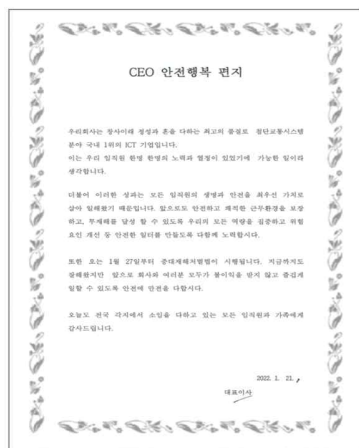 CEO 안전행복 편지
우리회사는 창사이래 정성과 혼을 다하는 최고의 품질로 첨단교통시스템
분야 국내 1위의 ICT 기업입니다.
이는 우리 임직원 한명 한명의 노력과 열정이 있었기에 가능한 일이라
생각합니다.
더불어 이러한 성과는 모든 임직원의 생명과 안전을 최우선 가치로
삼아 일해왔기 때문입니다. 앞으로도 안전하고 쾌적한 근무환경을 보장
하고, 무재해를 달성 할 수 있도록 우리의 모든 역량을 집중하고 위험
요인 개선 등 안전한 일터를 만들도록 다함께 노력합시다.
또한 오는 1월 27일부터 중대재해처벌법이 시행됩니다. 지금까지도
잘해왔지만 앞으로 회사와 여러분 모두가 불이익을 받지 않고 즐겁게
일할 수 있도록 안전에 안전을 다합시다.
오늘도 전국 각지에서 소임을 다하고 있는 모든 임직원과 가족에게
감사드립니다.
2022. 1. 21.
대표이사